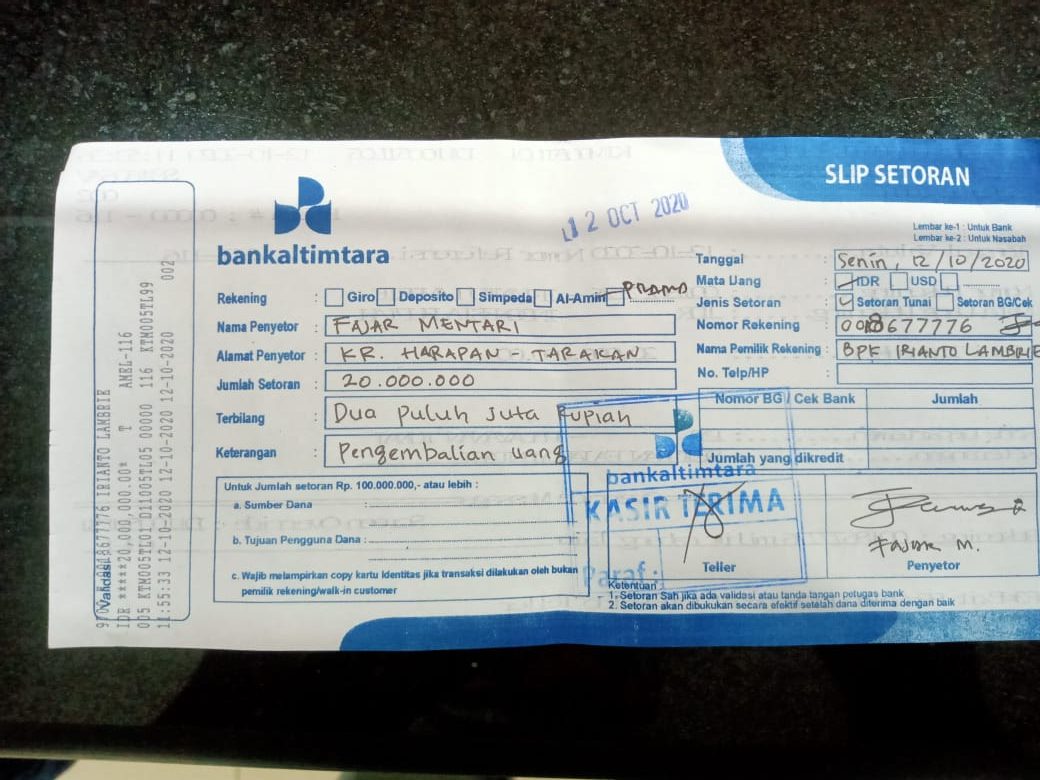 SLIP SETORAN
Lembar ke-1 : Untuk Bank
Lembar ke-2 : Untuk Nasabah
bankaltimtara
12 OCT 2020
Tanggal : Senin, 12/10/2020
Mata Uang : IDR USD
Jenis Setoran : Setoran Tunai Setoran BG/Cek
Nomor Rekening : 0018677776
Nama Pemilik Rekening : BPK IRIANTO LAMBRIE
No. Telp/HP :
Rekening : Giro Deposito Simpeda Al-Amin PRAMA
Nama Penyetor : FAJAR MENTARI
Alamat Penyetor : KR. HARAPAN - TARAKAN
Jumlah Setoran : 20.000.000
Terbilang : Dua puluh juta rupiah
Keterangan : Pengembalian uang
Nomor BG / Cek Bank Jumlah
Jumlah yang dikredit
Untuk Jumlah setoran Rp. 100.000.000,- atau lebih :
a. Sumber Dana :
b. Tujuan Pengguna Dana :
c. Wajib melampirkan copy kartu identitas jika transaksi dilakukan oleh bukan
pemilik rekening/walk-in customer
bankaltimtara
KASIR TERIMA
Paraf :
Teller
FAJAR M.
Penyetor
Ketentuan
1. Setoran Sah jika ada validasi atau tanda tangan petugas bank
2. Setoran akan dibukukan secara efektif setelah dana diterima dengan baik
Validasi
0018677776 IRIANTO LAMBRIE
IDR *****20,000,000.00* T AMEL-116
005 KTM005TL01 D11005TL05 00000 116 KTM005TL99
11:55:33 12-10-2020 12-10-2020 12-10-2020 002